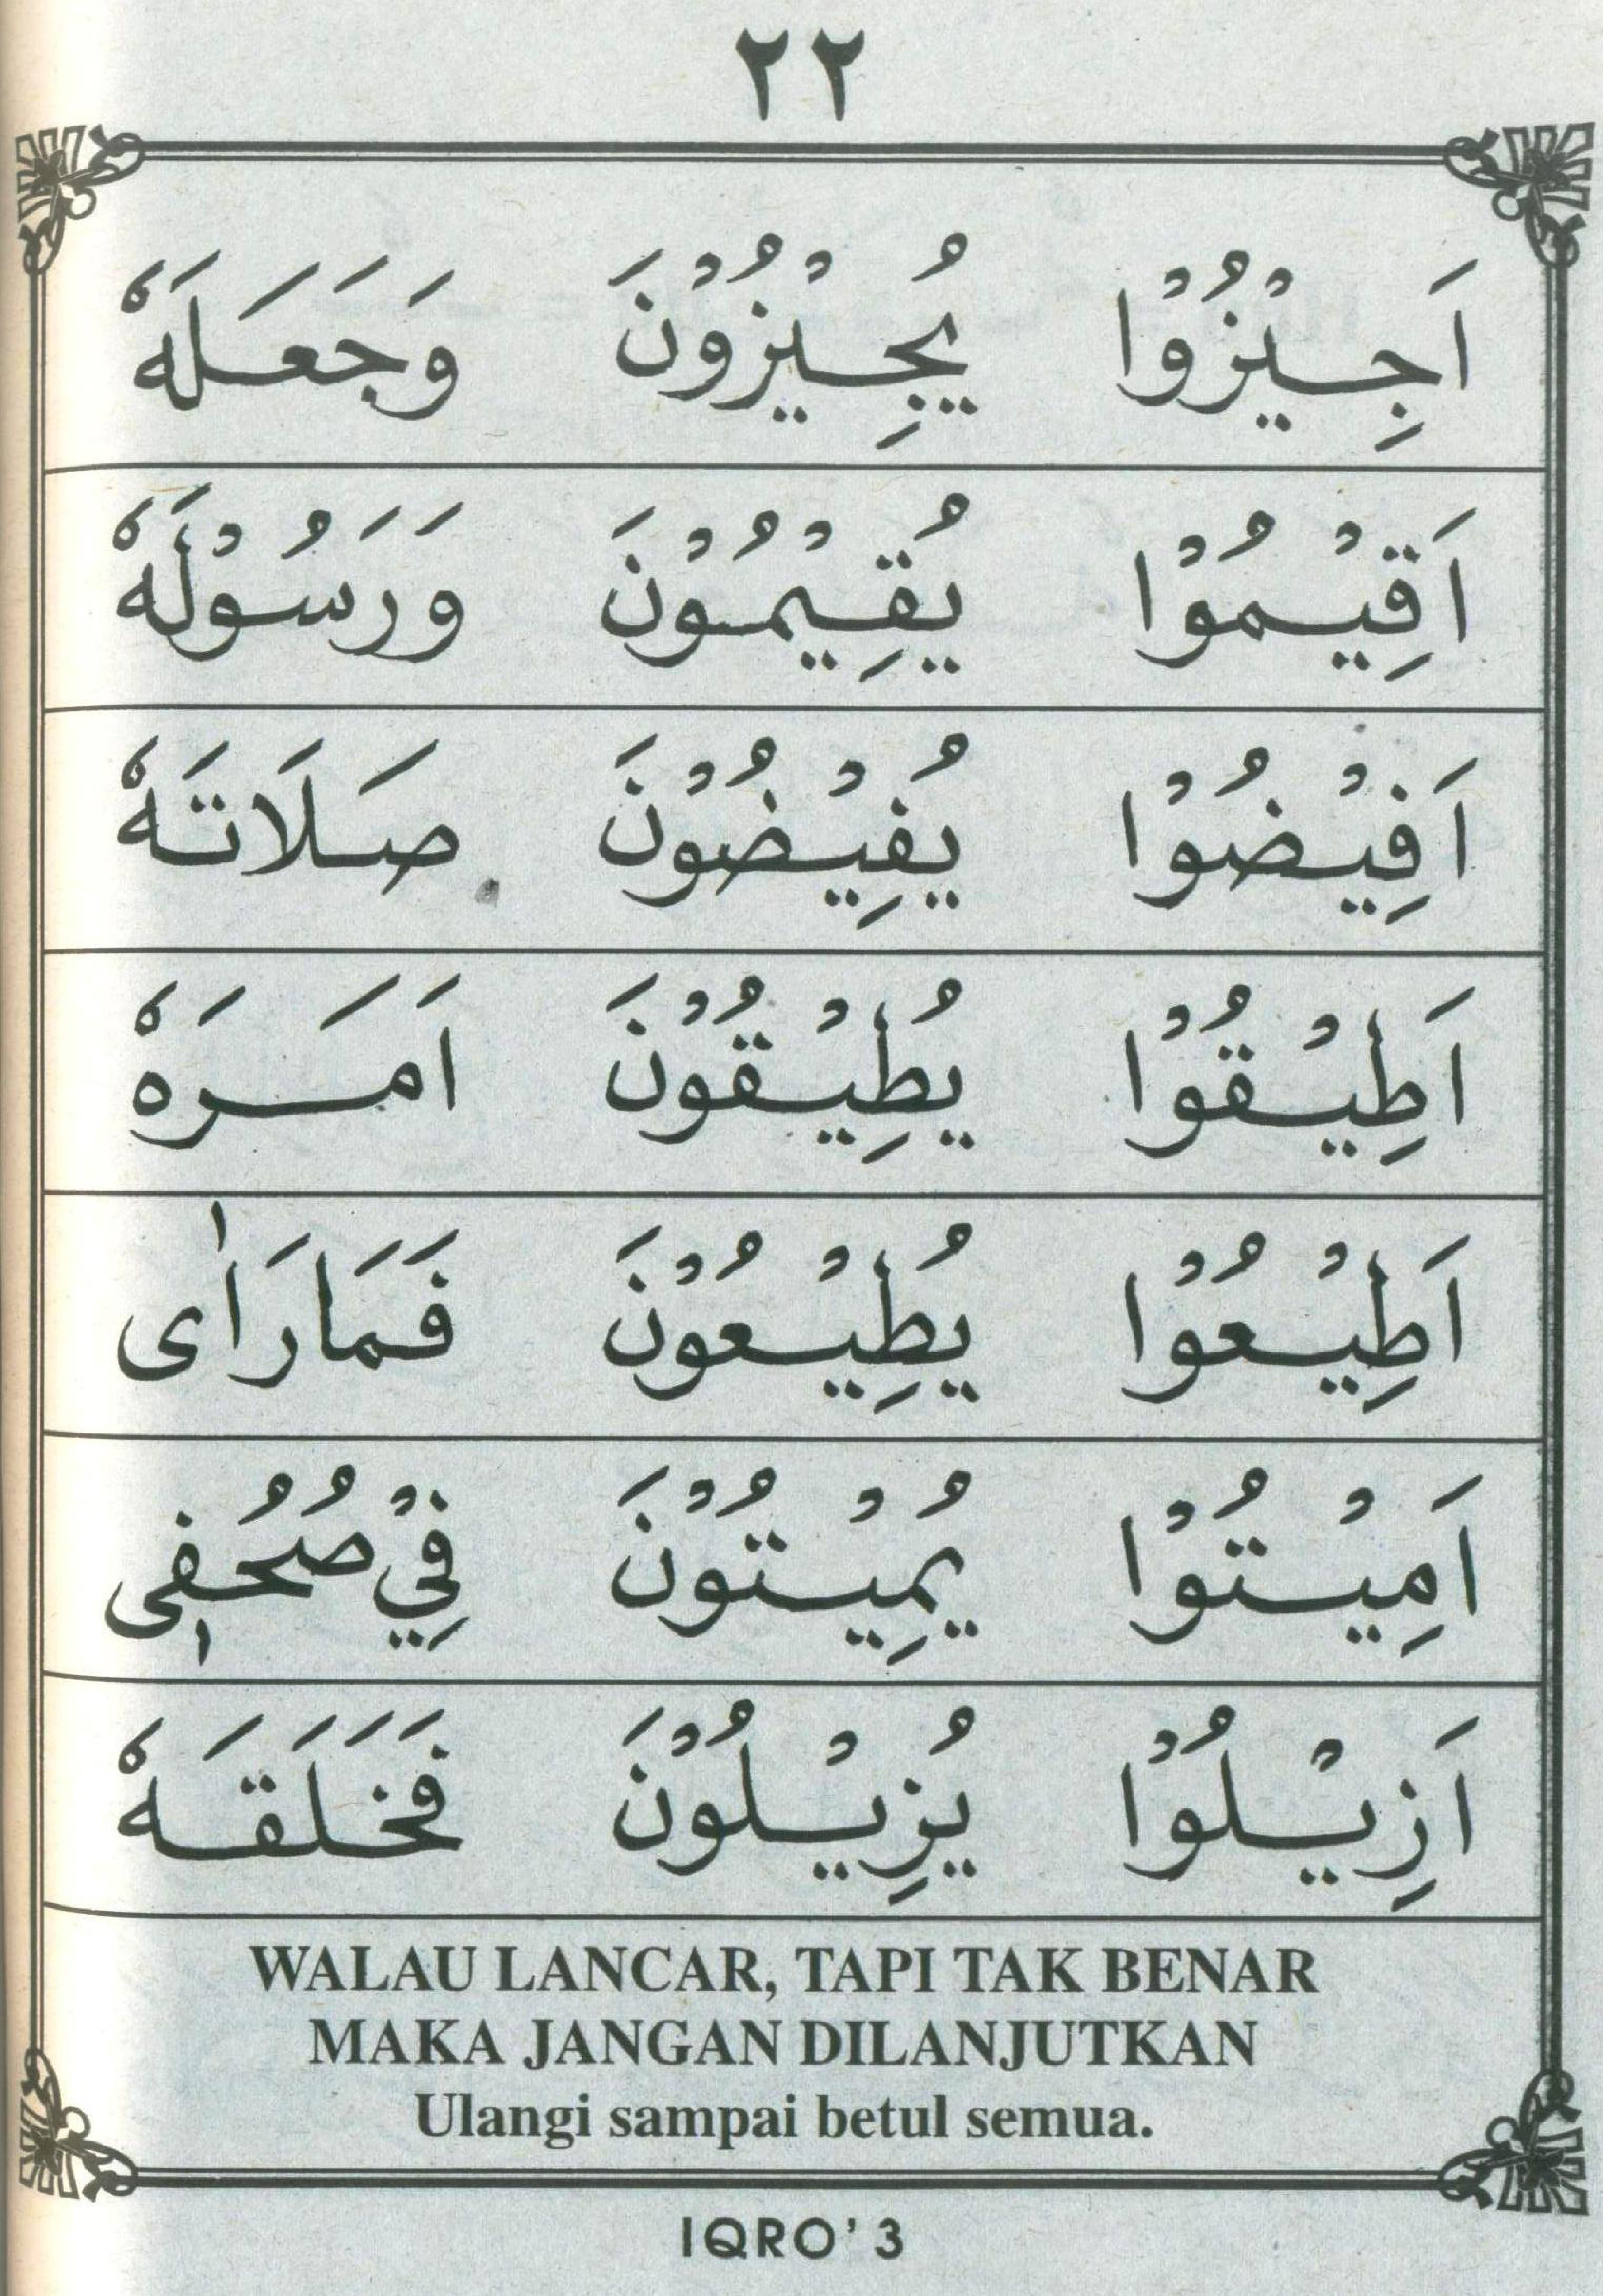 ٢٢
اَجِيْزُوْا يُجِيْزُوْنَ وَجَعَلَهٗ
اَقِيْمُوْا يُقِيْمُوْنَ وَرَسُوْلَهٗ
اَفِيْضُوْا يُفِيْضُوْنَ صَلَاتَهٗ
اَطِيْقُوْا يُطِيْقُوْنَ اَمَرَهٗ
اَطِيْعُوْا يُطِيْعُوْنَ فَمَارَاٰى
اَمِيْتُوْا يُمِيْتُوْنَ فِيْ صُحُفِٖى
اَزِيْلُوْا يُزِيْلُوْنَ فَخَلَقَهٗ
WALAU LANCAR, TAPI TAK BENAR
MAKA JANGAN DILANJUTKAN
Ulangi sampai betul semua.
IQRO' 3